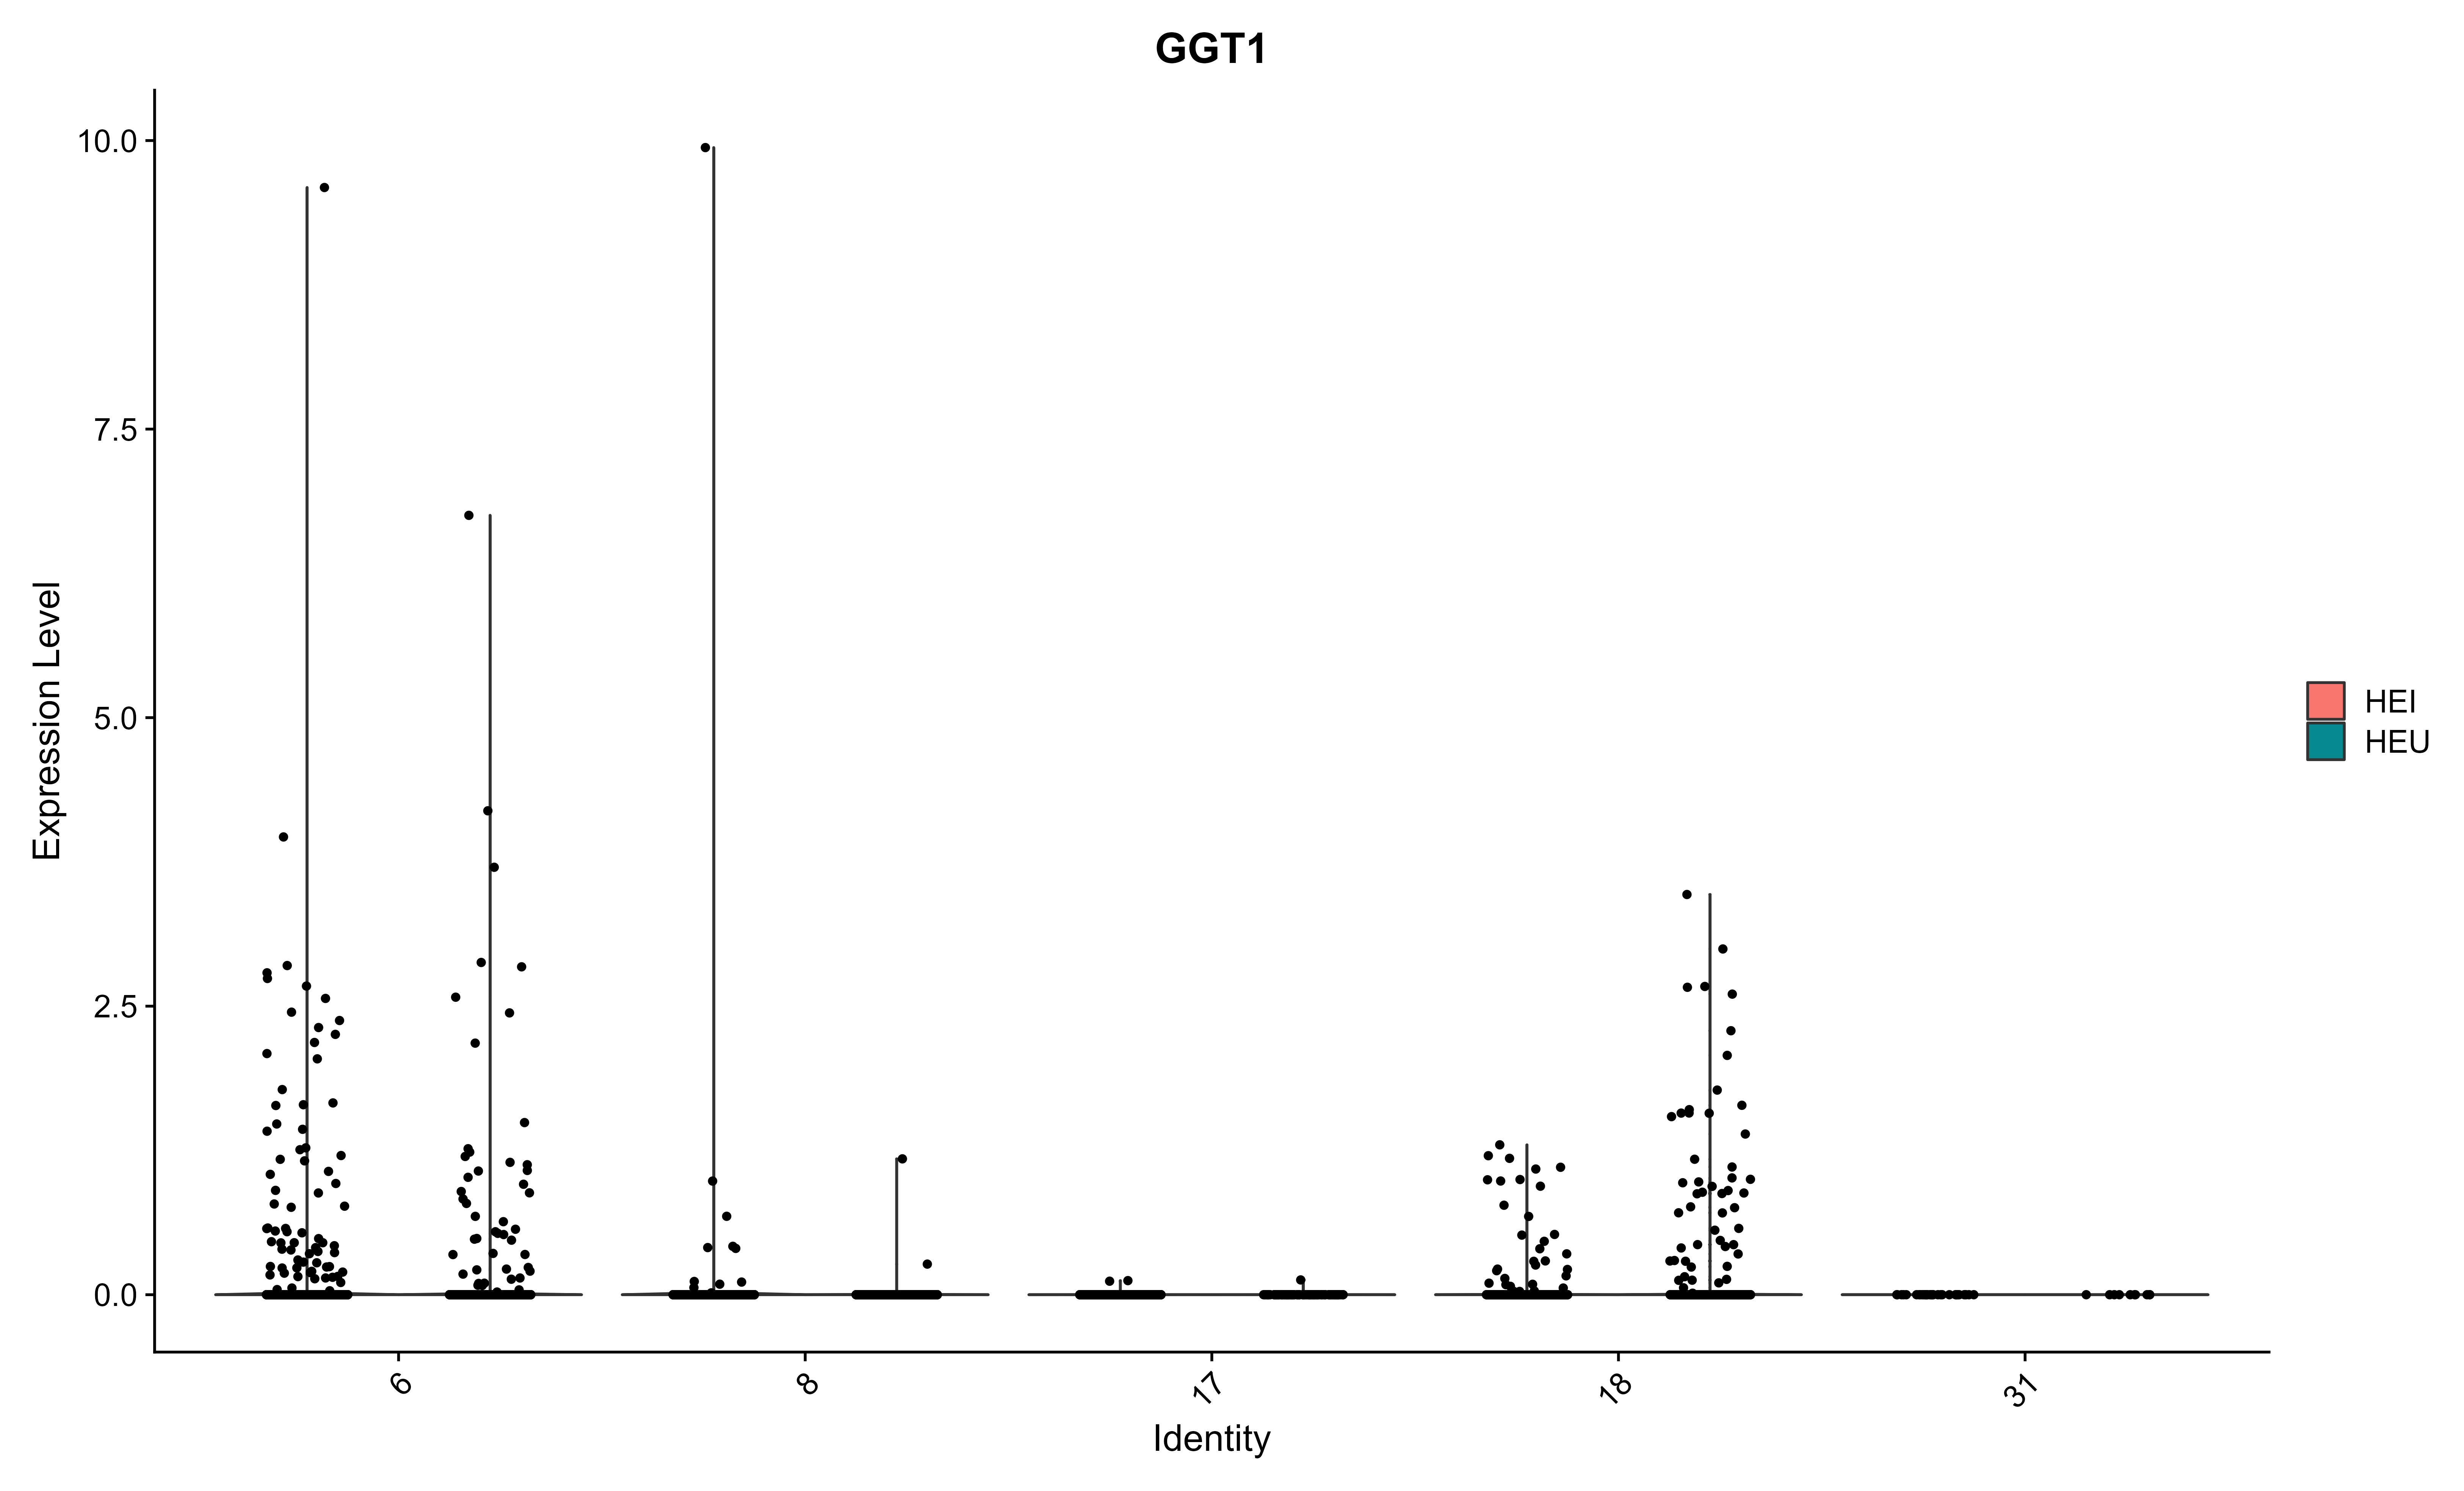 GGT1
Expression Level
10.0
7.5
5.0
2.5
0.0
6
8
17
18
31
Identity
HEI
HEU